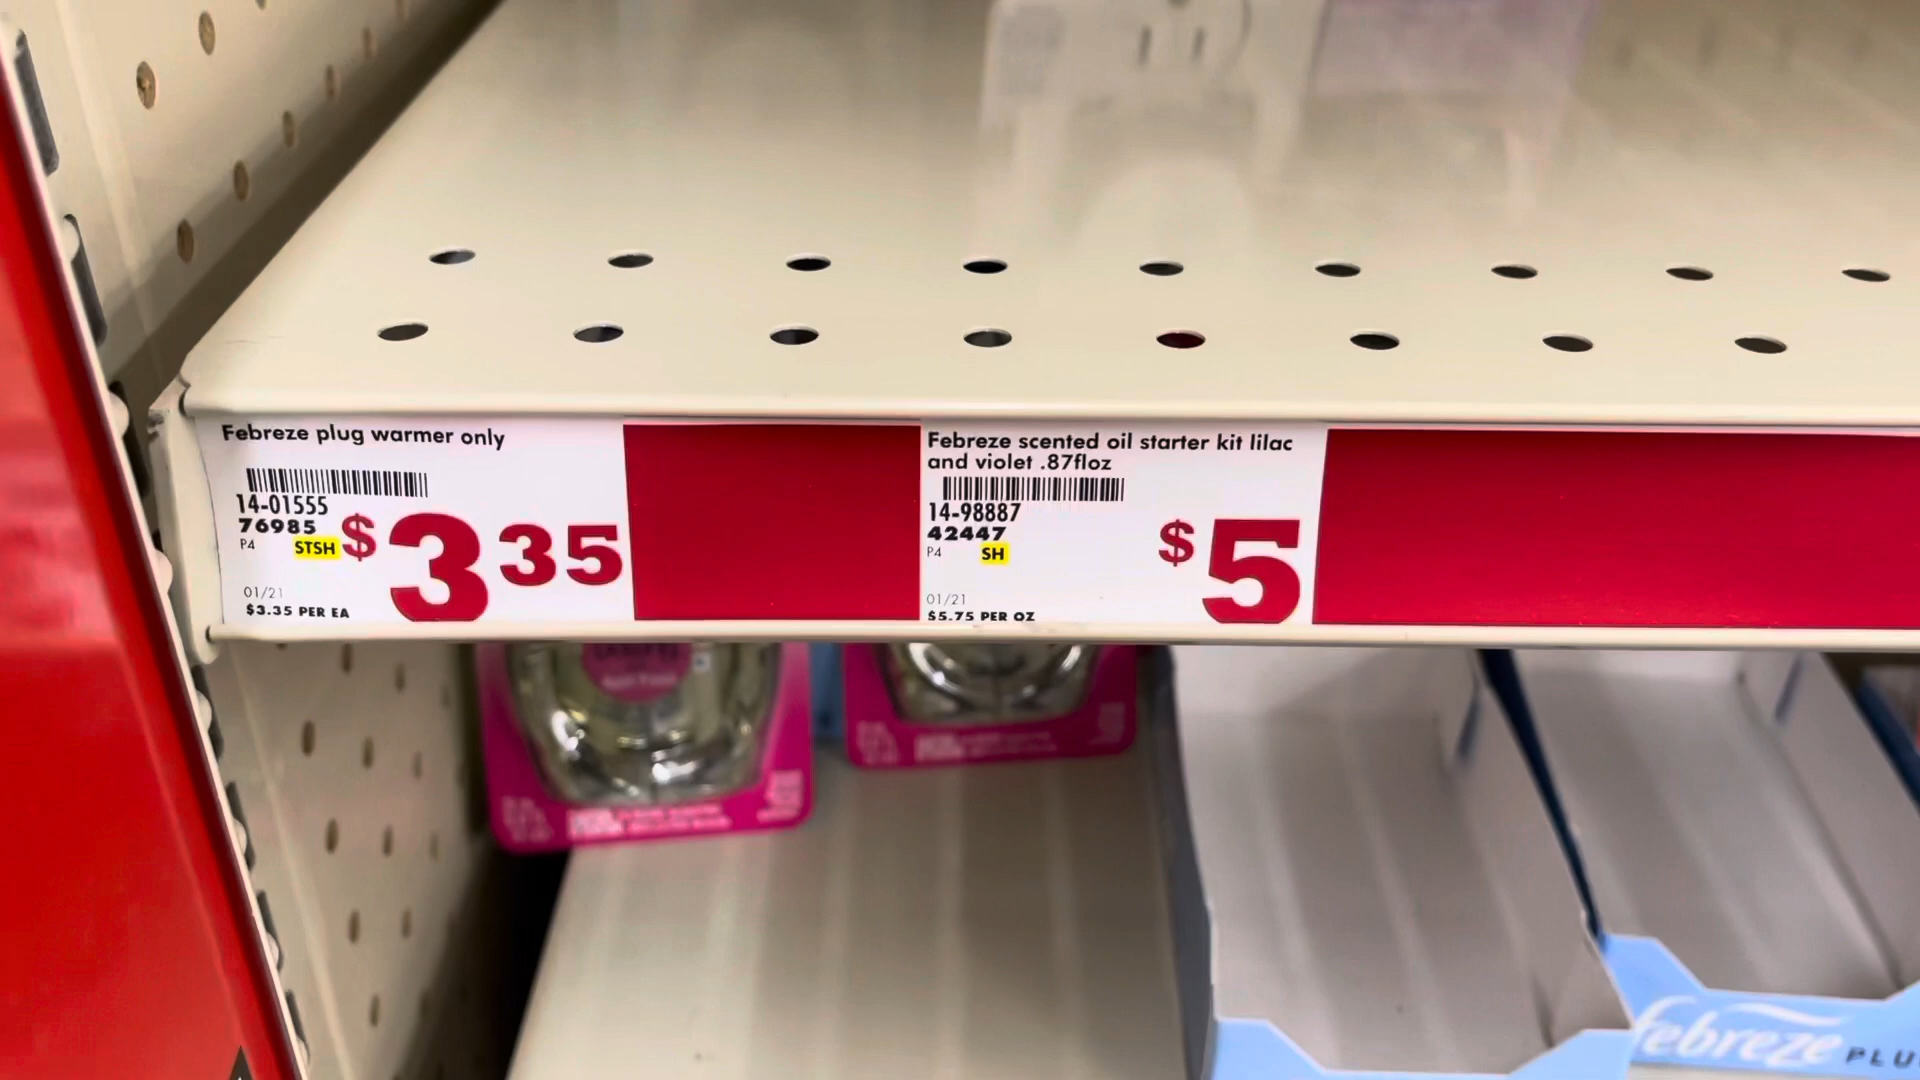 Febreze plug warmer only
14-01555
76985
P4 STSH
$3 35
01/21
$3.35 PER EA
Febreze scented oil starter kit lilac
and violet .87floz
14-98887
42447
P4 SH
$5
01/21
$5.75 PER OZ
febreze PLU